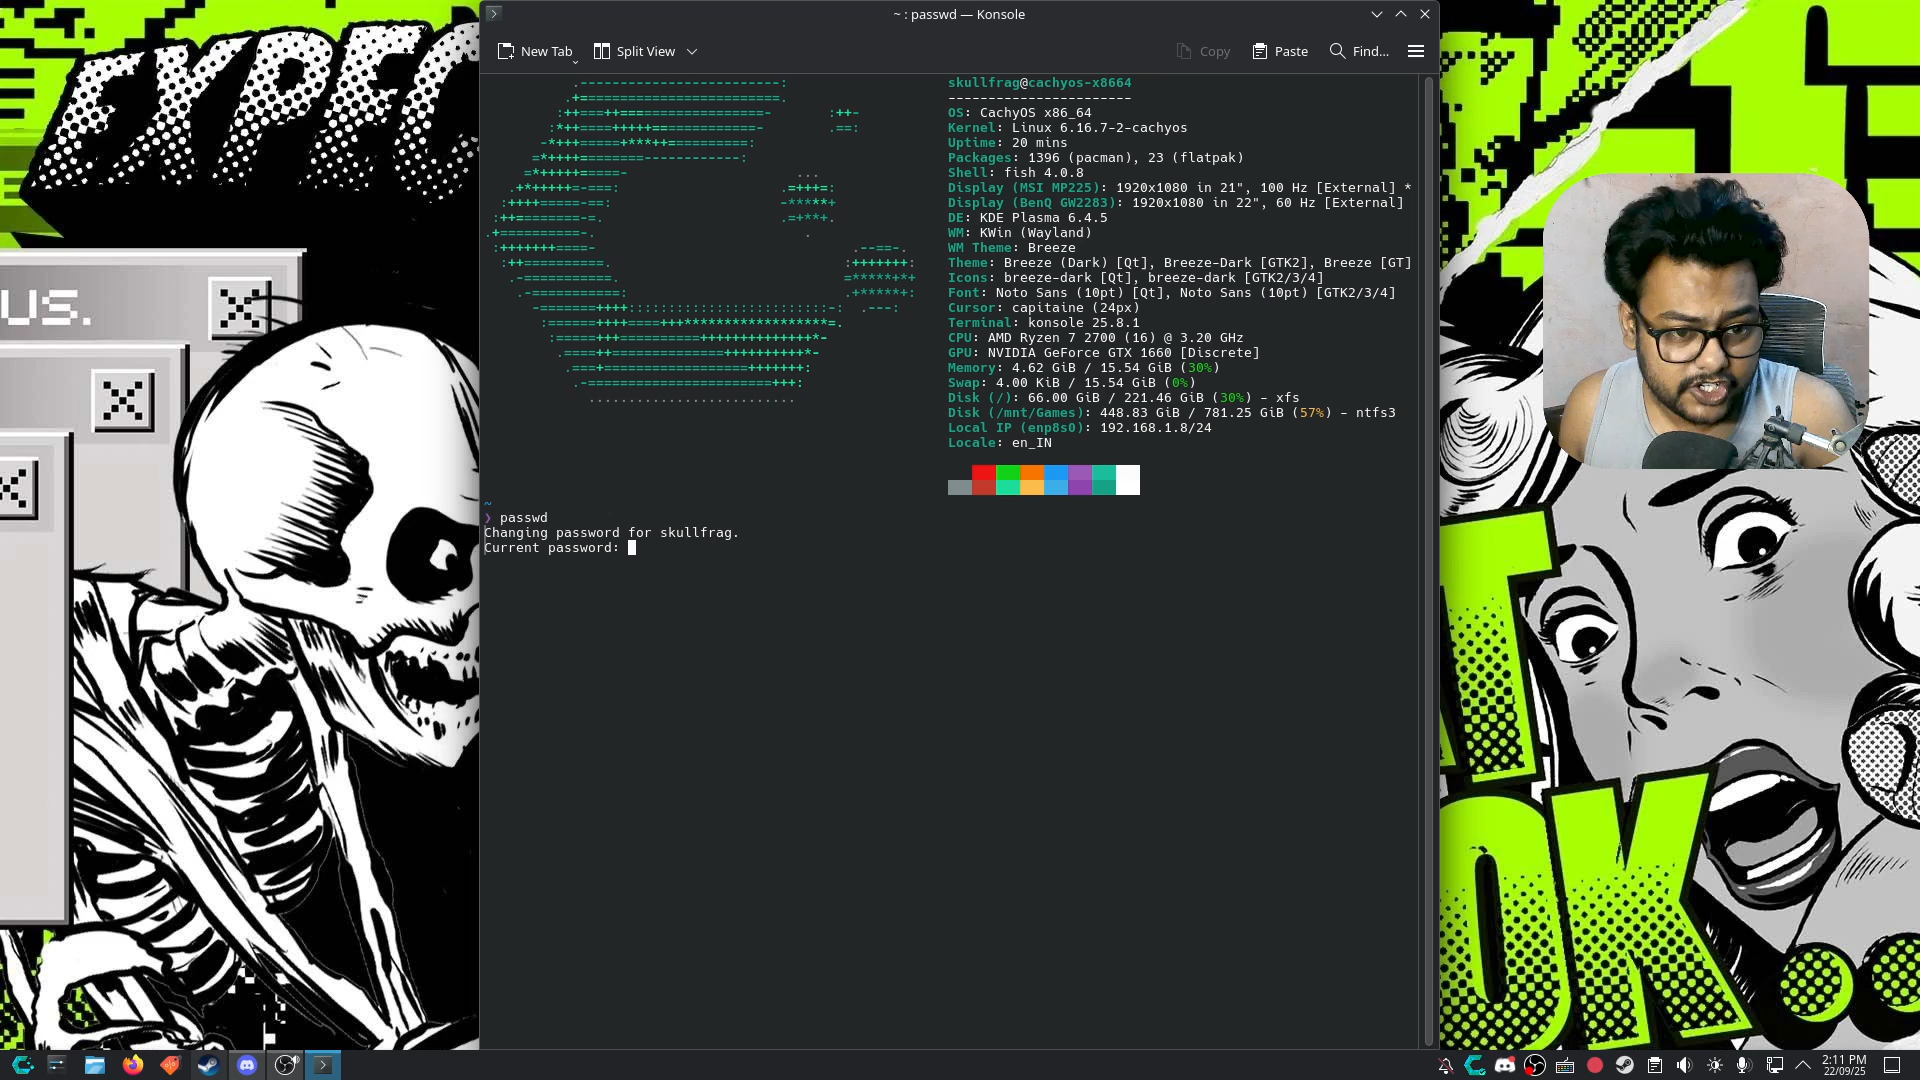 EXPEC
us.
~ : passwd — Konsole
New Tab
Split View
Copy
Paste
Find...
skullfrag@cachyos-x8664
-----------------------
OS: CachyOS x86_64
Kernel: Linux 6.16.7-2-cachyos
Uptime: 20 mins
Packages: 1396 (pacman), 23 (flatpak)
Shell: fish 4.0.8
Display (MSI MP225): 1920x1080 in 21", 100 Hz [External] *
Display (BenQ GW2283): 1920x1080 in 22", 60 Hz [External]
DE: KDE Plasma 6.4.5
WM: KWin (Wayland)
WM Theme: Breeze
Theme: Breeze (Dark) [Qt], Breeze-Dark [GTK2], Breeze [GT]
Icons: breeze-dark [Qt], breeze-dark [GTK2/3/4]
Font: Noto Sans (10pt) [Qt], Noto Sans (10pt) [GTK2/3/4]
Cursor: capitaine (24px)
Terminal: konsole 25.8.1
CPU: AMD Ryzen 7 2700 (16) @ 3.20 GHz
GPU: NVIDIA GeForce GTX 1660 [Discrete]
Memory: 4.62 GiB / 15.54 GiB (30%)
Swap: 4.00 KiB / 15.54 GiB (0%)
Disk (/): 66.00 GiB / 221.46 GiB (30%) - xfs
Disk (/mnt/Games): 448.83 GiB / 781.25 GiB (57%) - ntfs3
Local IP (enp8s0): 192.168.1.8/24
Locale: en_IN
~
❯ passwd
Changing password for skullfrag.
Current password:
OK..
2:11 PM
22/09/25